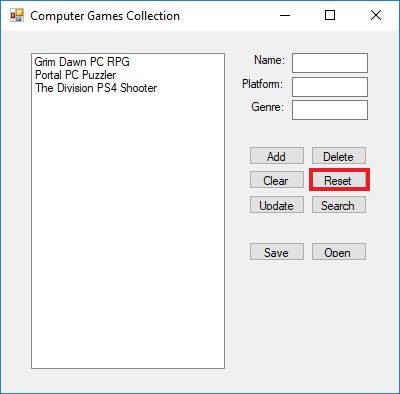 Computer Games Collection
Grim Dawn PC RPG
Portal PC Puzzler
The Division PS4 Shooter
Name:
Platform:
Genre:
Add Delete
Clear Reset
Update Search
Save Open